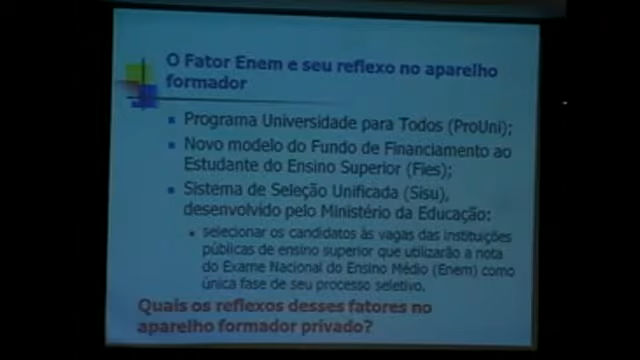 O Fator Enem e seu reflexo no aparelho
formador
Programa Universidade para Todos (ProUni);
Novo modelo do Fundo de Financiamento ao
Estudante do Ensino Superior (Fies);
Sistema de Seleção Unificada (Sisu),
desenvolvido pelo Ministério da Educação:
selecionar os candidatos às vagas das instituições
públicas de ensino superior que utilizarão a nota
do Exame Nacional do Ensino Médio (Enem) como
única fase de seu processo seletivo.
Quais os reflexos desses fatores no
aparelho formador privado?